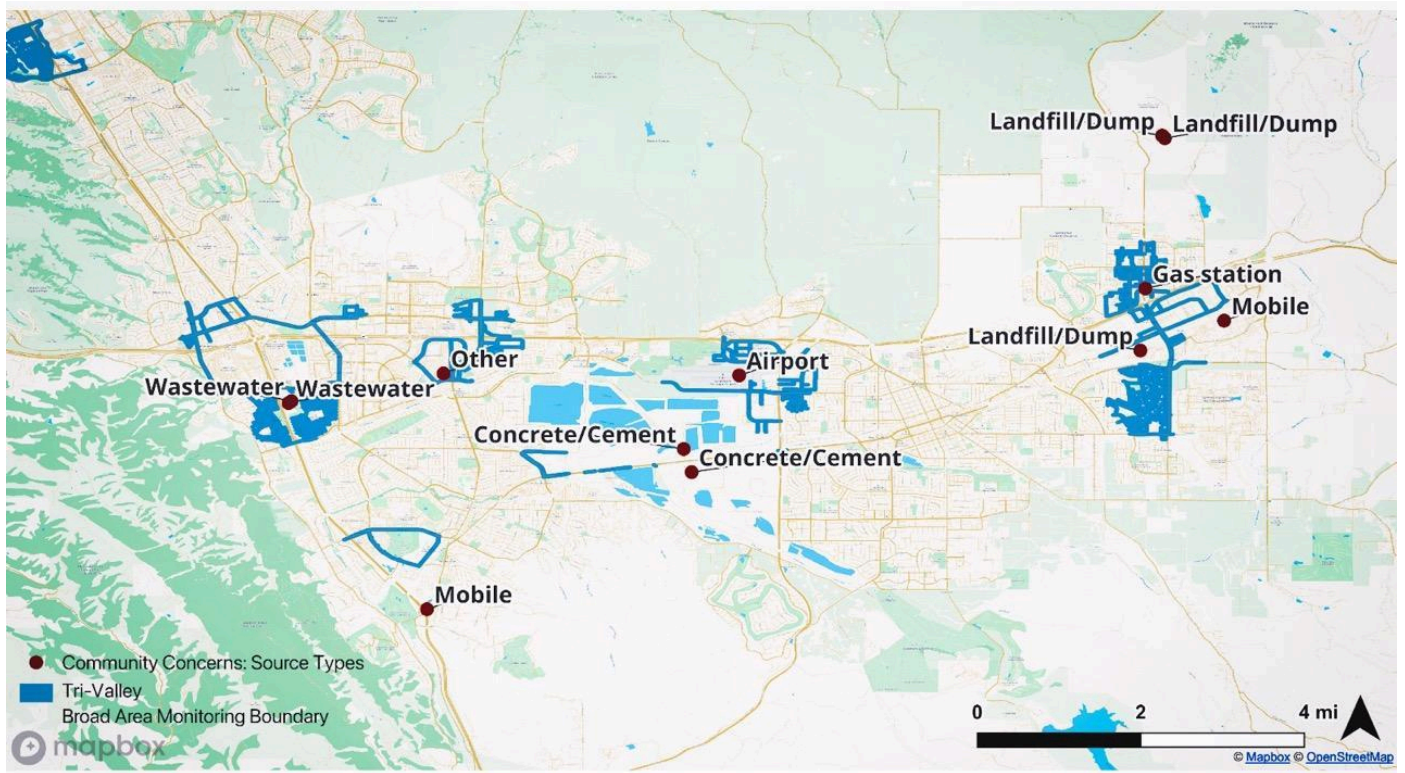 Landfill/Dump Landfill/Dump
Gas station
Mobile
Landfill/Dump
Other
Airport
Wastewater Wastewater
Concrete/Cement
Concrete/Cement
Mobile
Community Concerns: Source Types
Tri-Valley
Broad Area Monitoring Boundary
0 2 4 mi
mapbox
© Mapbox © OpenStreetMap